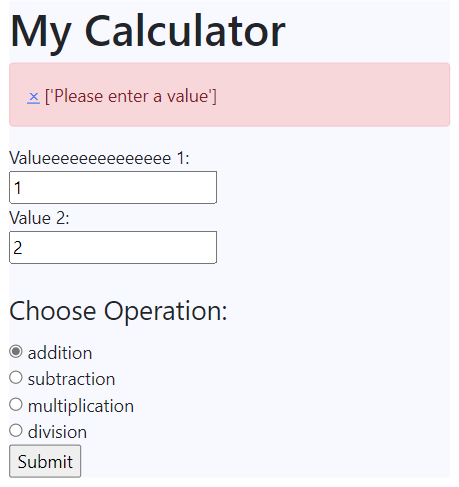 My Calculator
× ['Please enter a value']
Valueeeeeeeeeeeeee 1:
1
Value 2:
2
Choose Operation:
addition
subtraction
multiplication
division
Submit